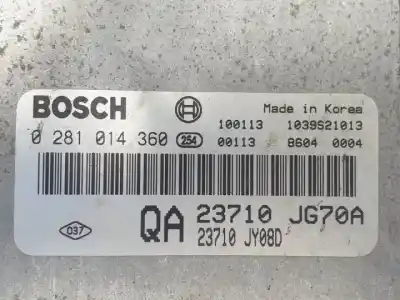 BOSCH
Made in Korea
100113 1039S21013
0 281 014 360 254 00113 8604 0004
037
QA 23710 JG70A
23710 JY08D